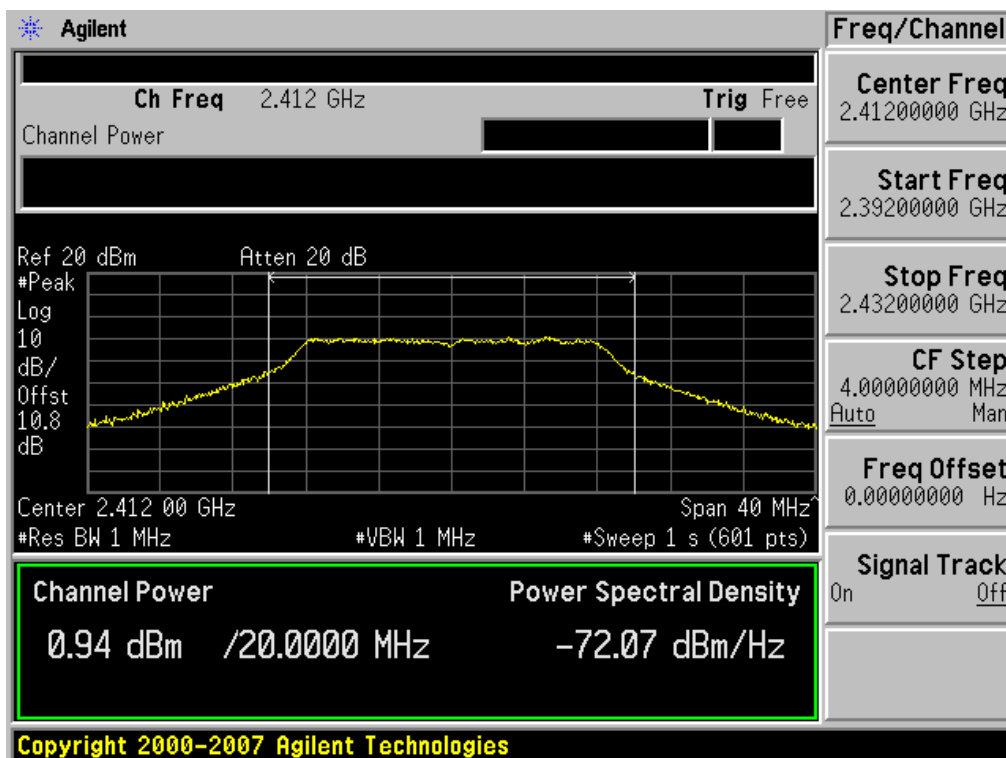 Agilent
Freq/Channel
Ch Freq 2.412 GHz
Trig Free
Channel Power
Center Freq
2.41200000 GHz
Start Freq
2.39200000 GHz
Stop Freq
2.43200000 GHz
CF Step
4.00000000 MHz
Auto Man
Freq Offset
0.00000000 Hz
Signal Track
On Off
Ref 20 dBm Atten 20 dB
#Peak
Log
10
dB/
Offst
10.8
dB
Center 2.412 00 GHz Span 40 MHz^
#Res BW 1 MHz #VBW 1 MHz #Sweep 1 s (601 pts)
Channel Power Power Spectral Density
0.94 dBm /20.0000 MHz -72.07 dBm/Hz
Copyright 2000-2007 Agilent Technologies